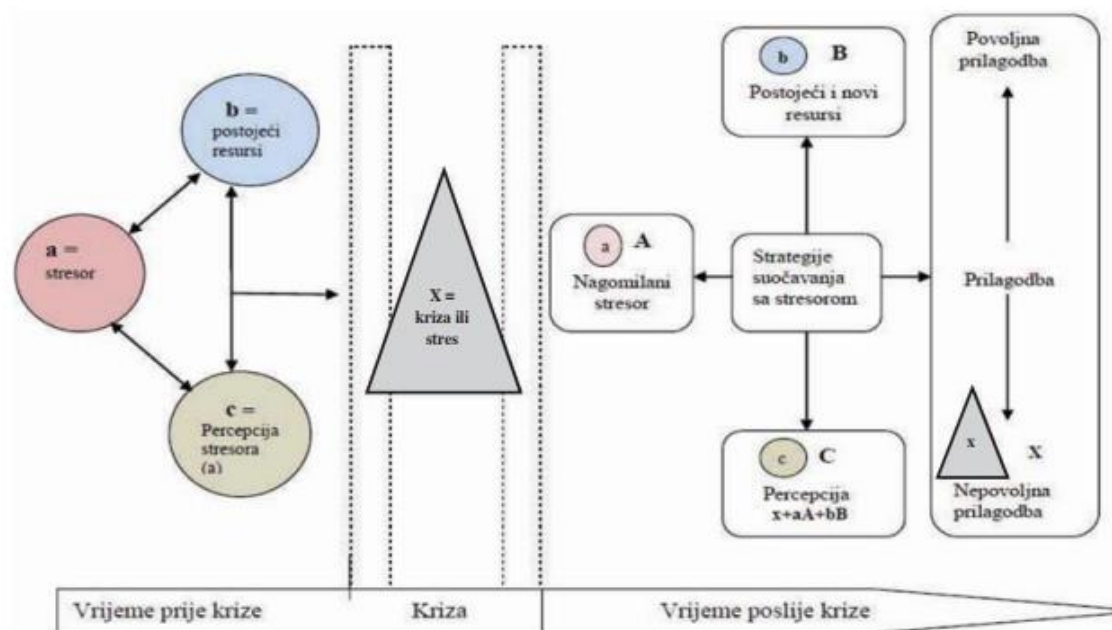 b =
postojeći
resursi
a =
stresor
c =
Percepcija
stresora
(a)
X =
kriza ili
stres
b B
Postojeći i novi
resursi
a A
Nagomilani
stresor
Strategije
suočavanja
sa stresorom
c C
Percepcija
x+aA+bB
Povoljna
prilagodba
Prilagodba
x X
Nepovoljna
prilagodba
Vrijeme prije krize
Kriza
Vrijeme poslije krize